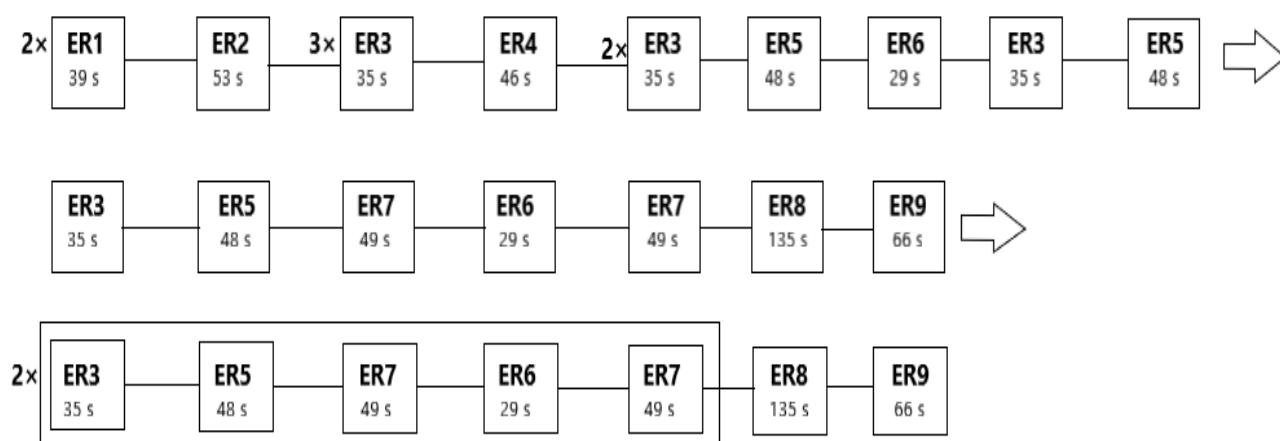 2× ER1 ER2 3× ER3 ER4 2× ER3 ER5 ER6 ER3 ER5
39 s 53 s 35 s 46 s 35 s 48 s 29 s 35 s 48 s
ER3 ER5 ER7 ER6 ER7 ER8 ER9
35 s 48 s 49 s 29 s 49 s 135 s 66 s
2× ER3 ER5 ER7 ER6 ER7 ER8 ER9
35 s 48 s 49 s 29 s 49 s 135 s 66 s